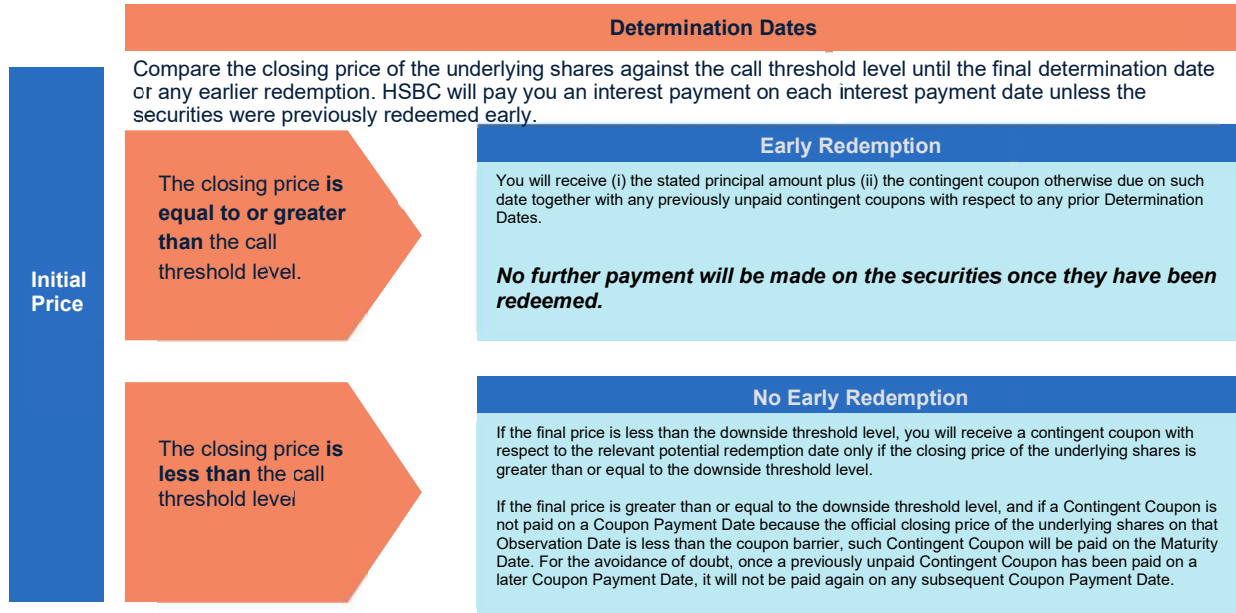 Determination Dates
Compare the closing price of the underlying shares against the call threshold level until the final determination date
or any earlier redemption. HSBC will pay you an interest payment on each interest payment date unless the
securities were previously redeemed early.
Initial
Price
The closing price is
equal to or greater
than the call
threshold level.
Early Redemption
You will receive (i) the stated principal amount plus (ii) the contingent coupon otherwise due on such
date together with any previously unpaid contingent coupons with respect to any prior Determination
Dates.
No further payment will be made on the securities once they have been
redeemed.
The closing price is
less than the call
threshold level
No Early Redemption
If the final price is less than the downside threshold level, you will receive a contingent coupon with
respect to the relevant potential redemption date only if the closing price of the underlying shares is
greater than or equal to the downside threshold level.
If the final price is greater than or equal to the downside threshold level, and if a Contingent Coupon is
not paid on a Coupon Payment Date because the official closing price of the underlying shares on that
Observation Date is less than the coupon barrier, such Contingent Coupon will be paid on the Maturity
Date. For the avoidance of doubt, once a previously unpaid Contingent Coupon has been paid on a
later Coupon Payment Date, it will not be paid again on any subsequent Coupon Payment Date.